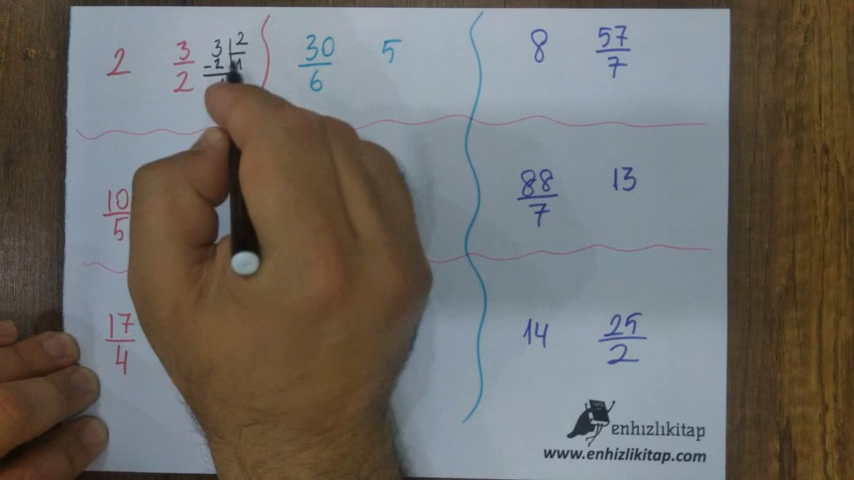 2 3/2 3 2
-2 1
1
30/6 5
8 57/7
10/5
88/7 13
17/4
14 25/2
enhızlıkitap
www.enhizlikitap.com